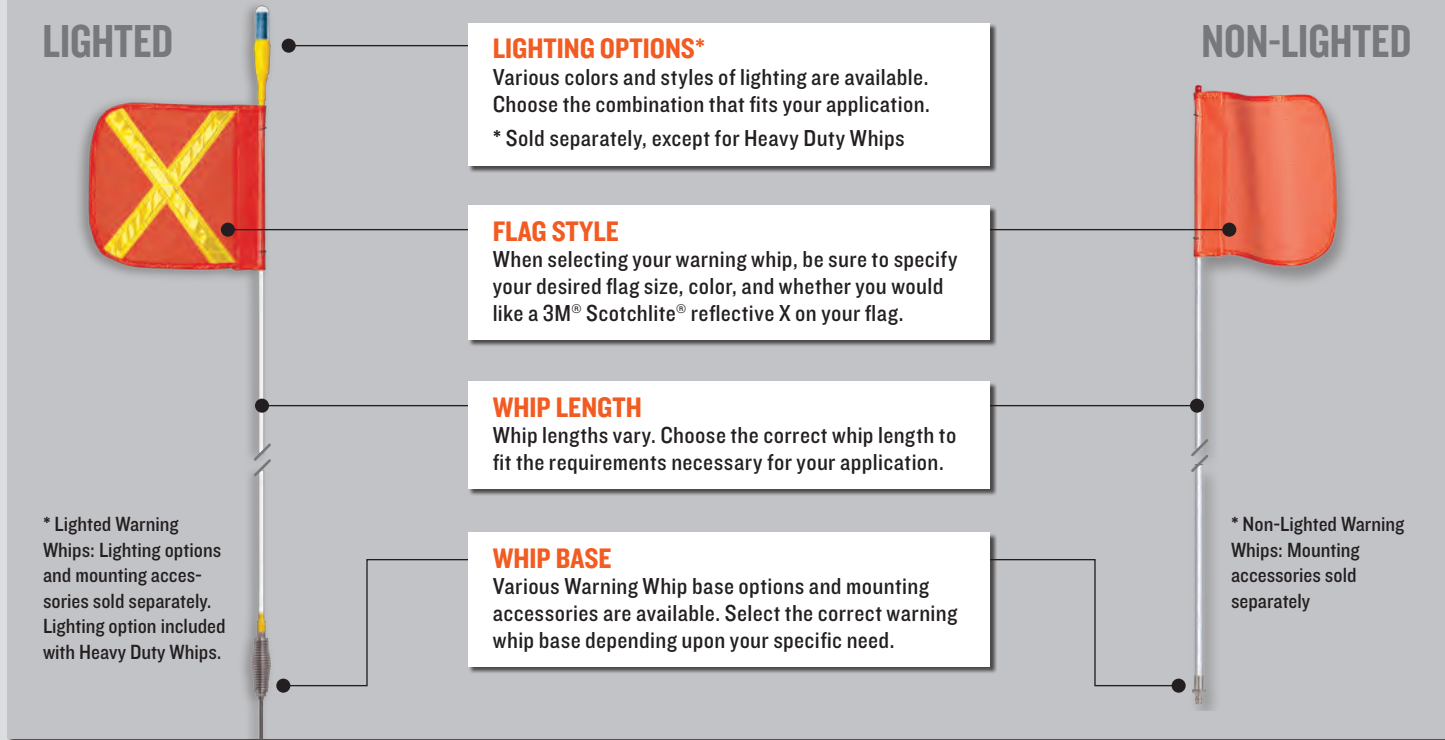 LIGHTED
NON-LIGHTED
LIGHTING OPTIONS*
Various colors and styles of lighting are available.
Choose the combination that fits your application.
* Sold separately, except for Heavy Duty Whips
FLAG STYLE
When selecting your warning whip, be sure to specify
your desired flag size, color, and whether you would
like a 3M® Scotchlite® reflective X on your flag.
WHIP LENGTH
Whip lengths vary. Choose the correct whip length to
fit the requirements necessary for your application.
* Lighted Warning
Whips: Lighting options
and mounting acces-
sories sold separately.
Lighting option included
with Heavy Duty Whips.
WHIP BASE
Various Warning Whip base options and mounting
accessories are available. Select the correct warning
whip base depending upon your specific need.
* Non-Lighted Warning
Whips: Mounting
accessories sold
separately